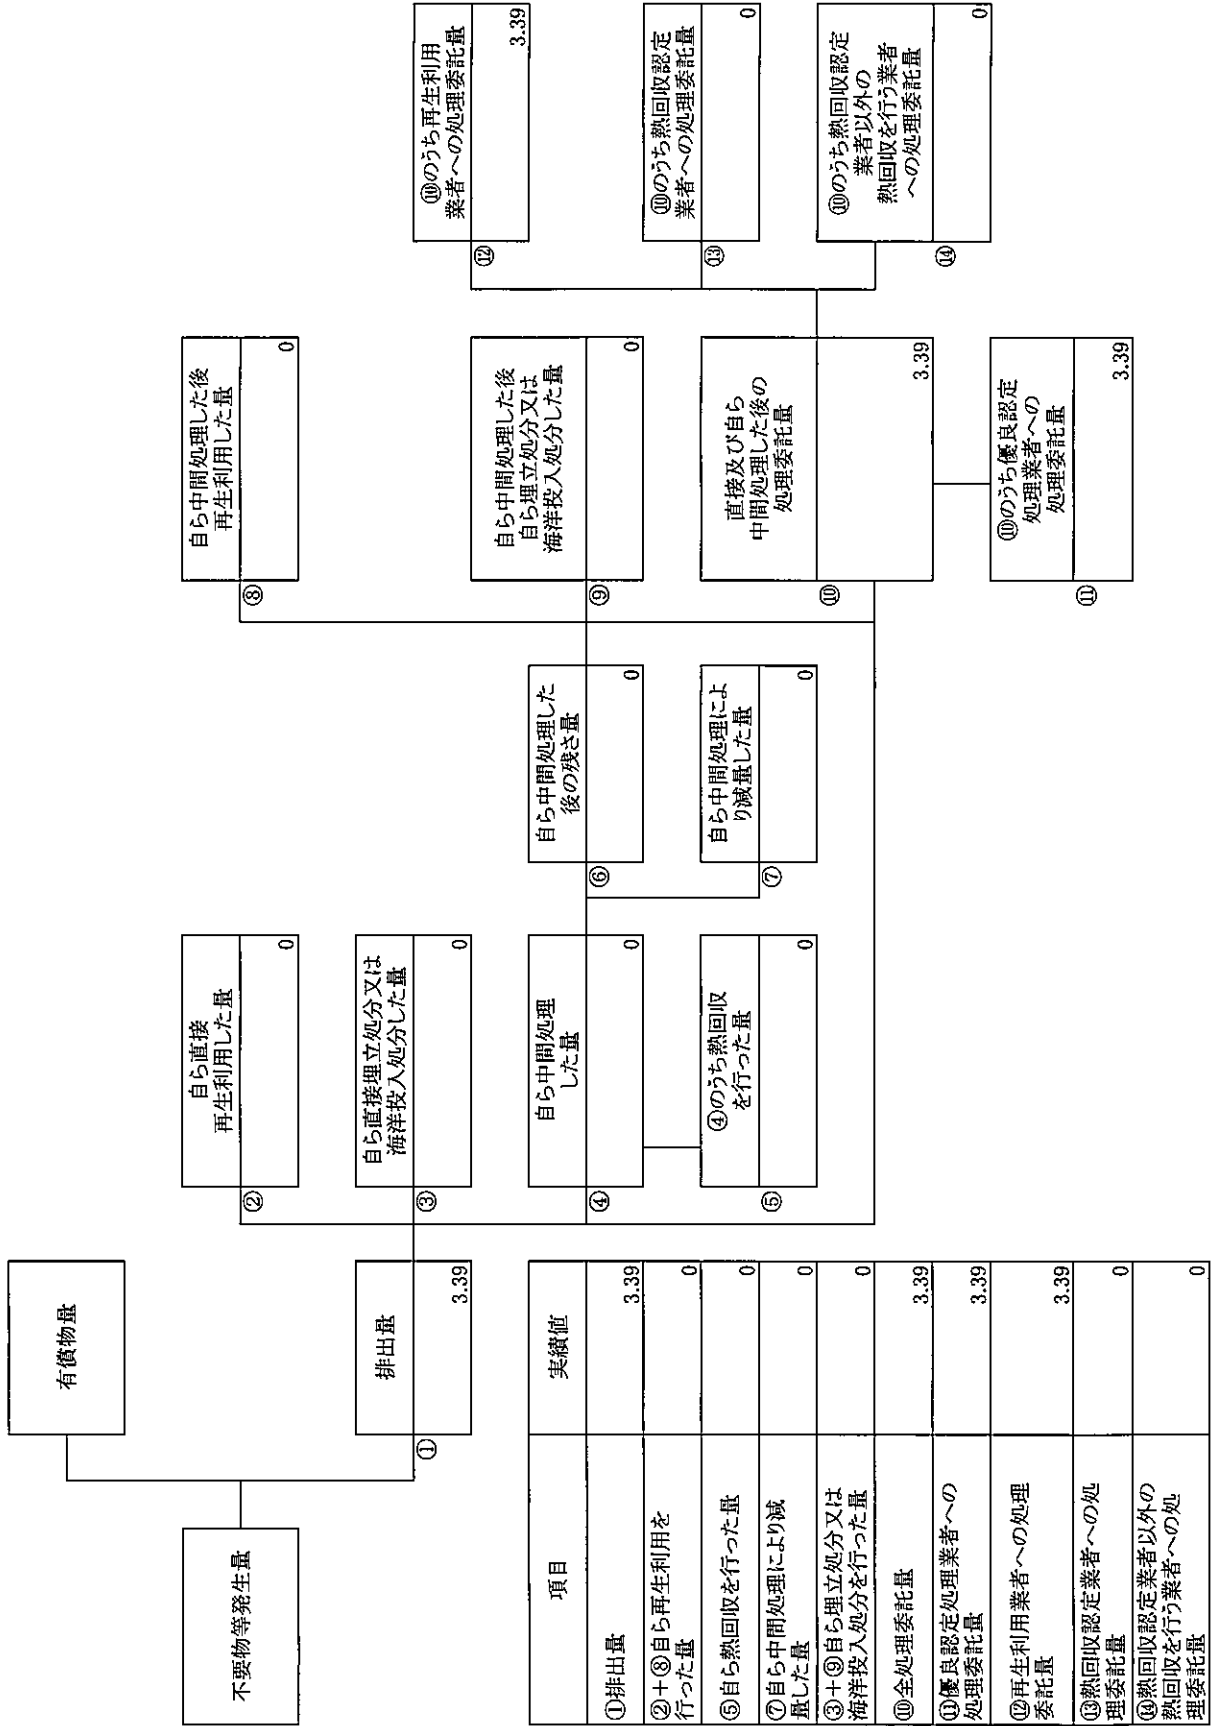 有償物量
不要物等発生量
排出量
①
3.39
自ら直接
再生利用した量
②
0
自ら直接埋立処分又は
海洋投入処分した量
③
0
自ら中間処理
した量
④
0
④のうち熱回収
を行った量
⑤
0
自ら中間処理した
後の残さ量
⑥
0
自ら中間処理によ
り減量した量
⑦
0
自ら中間処理した後
再生利用した量
⑧
0
自ら中間処理した後
自ら埋立処分又は
海洋投入処分した量
⑨
0
直接及び自ら
中間処理した後の
処理委託量
⑩
3.39
⑩のうち優良認定
処理業者への
処理委託量
⑪
3.39
⑩のうち再生利用
業者への処理委託量
⑫
3.39
⑩のうち熱回収認定
業者への処理委託量
⑬
0
⑩のうち熱回収認定
業者以外の
熱回収を行う業者
への処理委託量
⑭
0
項目 実績値
①排出量 3.39
②+⑧自ら再生利用を
行った量 0
⑤自ら熱回収を行った量 0
⑦自ら中間処理により減
量した量 0
③+⑨自ら埋立処分又は
海洋投入処分を行った量 0
⑩全処理委託量 3.39
⑪優良認定処理業者への
処理委託量 3.39
⑫再生利用業者への処理
委託量 3.39
⑬熱回収認定業者への処
理委託量 0
⑭熱回収認定業者以外の
熱回収を行う業者への処
理委託量 0